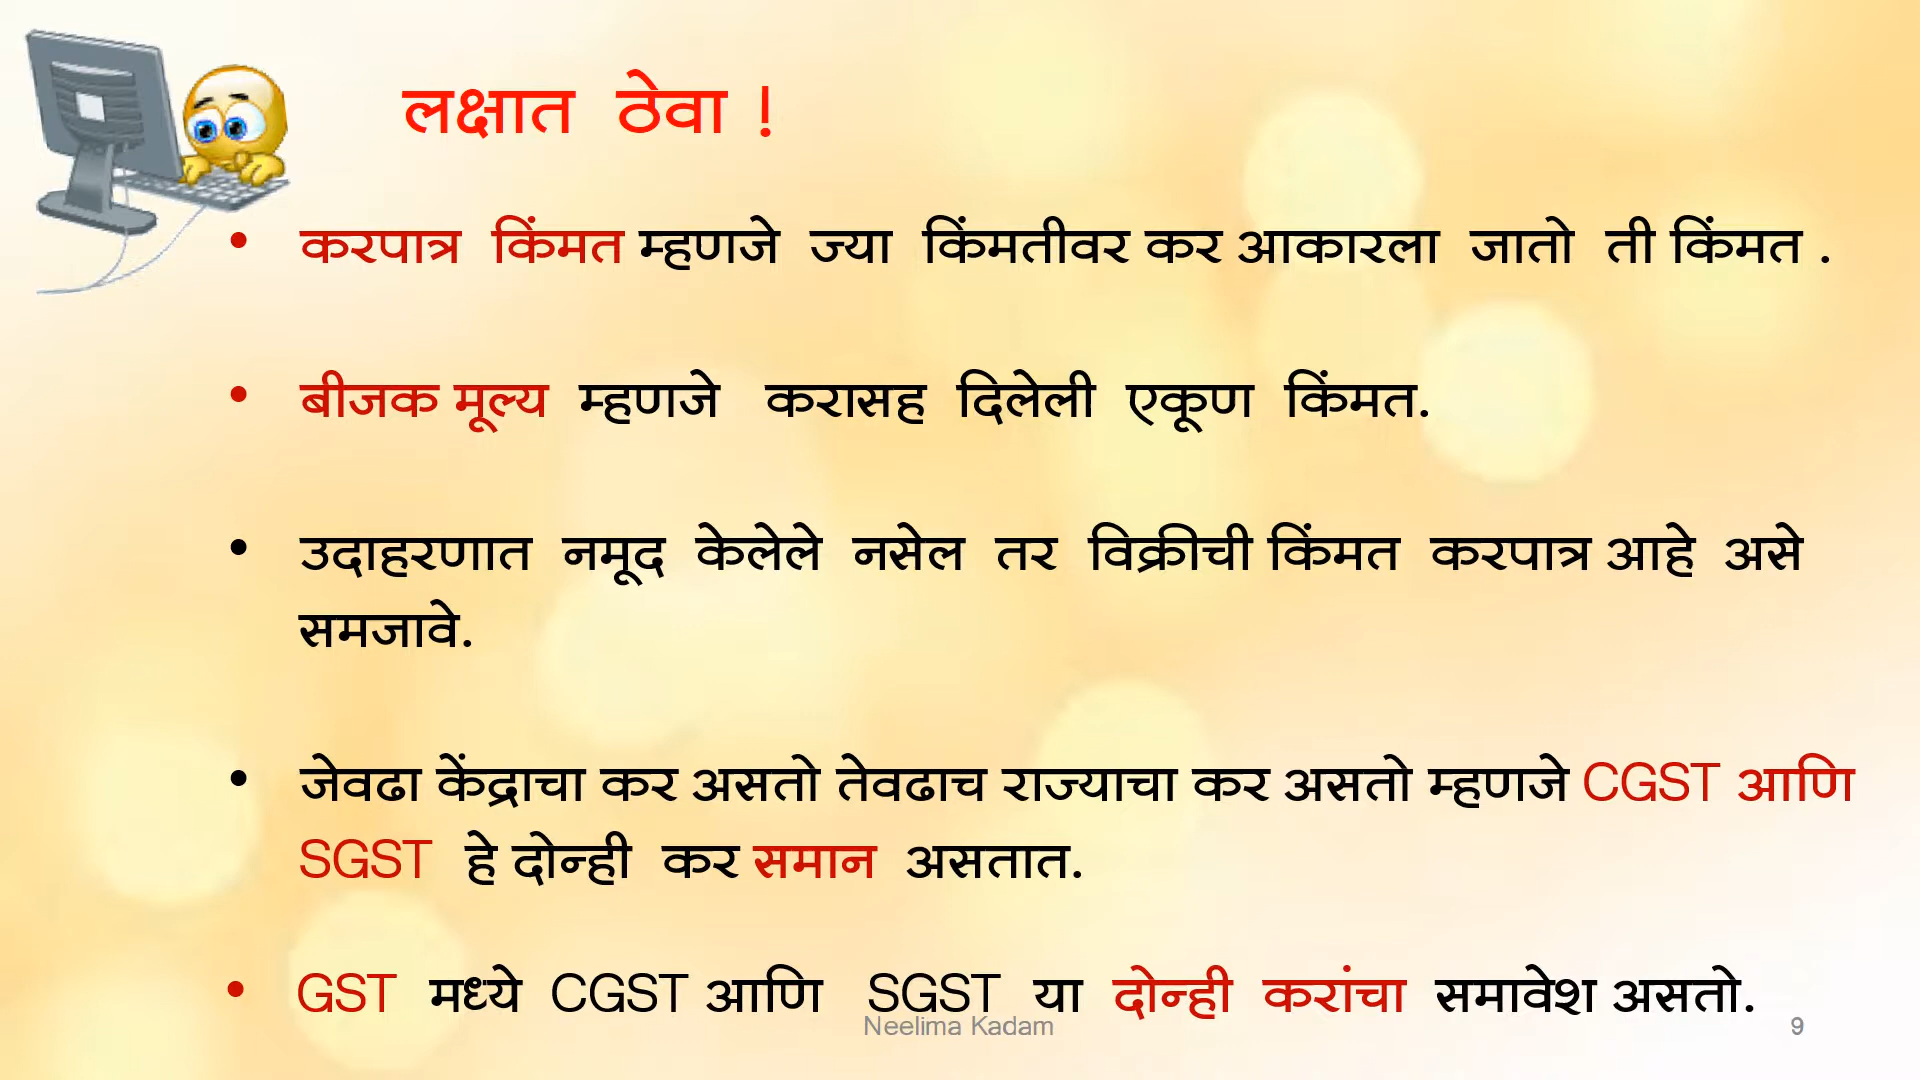 लक्षात ठेवा !
• करपात्र किंमत म्हणजे ज्या किंमतीवर कर आकारला जातो ती किंमत .
• बीजक मूल्य म्हणजे करासह दिलेली एकूण किंमत.
• उदाहरणात नमूद केलेले नसेल तर विक्रीची किंमत करपात्र आहे असे
समजावे.
• जेवढा केंद्राचा कर असतो तेवढाच राज्याचा कर असतो म्हणजे CGST आणि
SGST हे दोन्ही कर समान असतात.
• GST मध्ये CGST आणि SGST या दोन्ही करांचा समावेश असतो.
Neelima Kadam 9